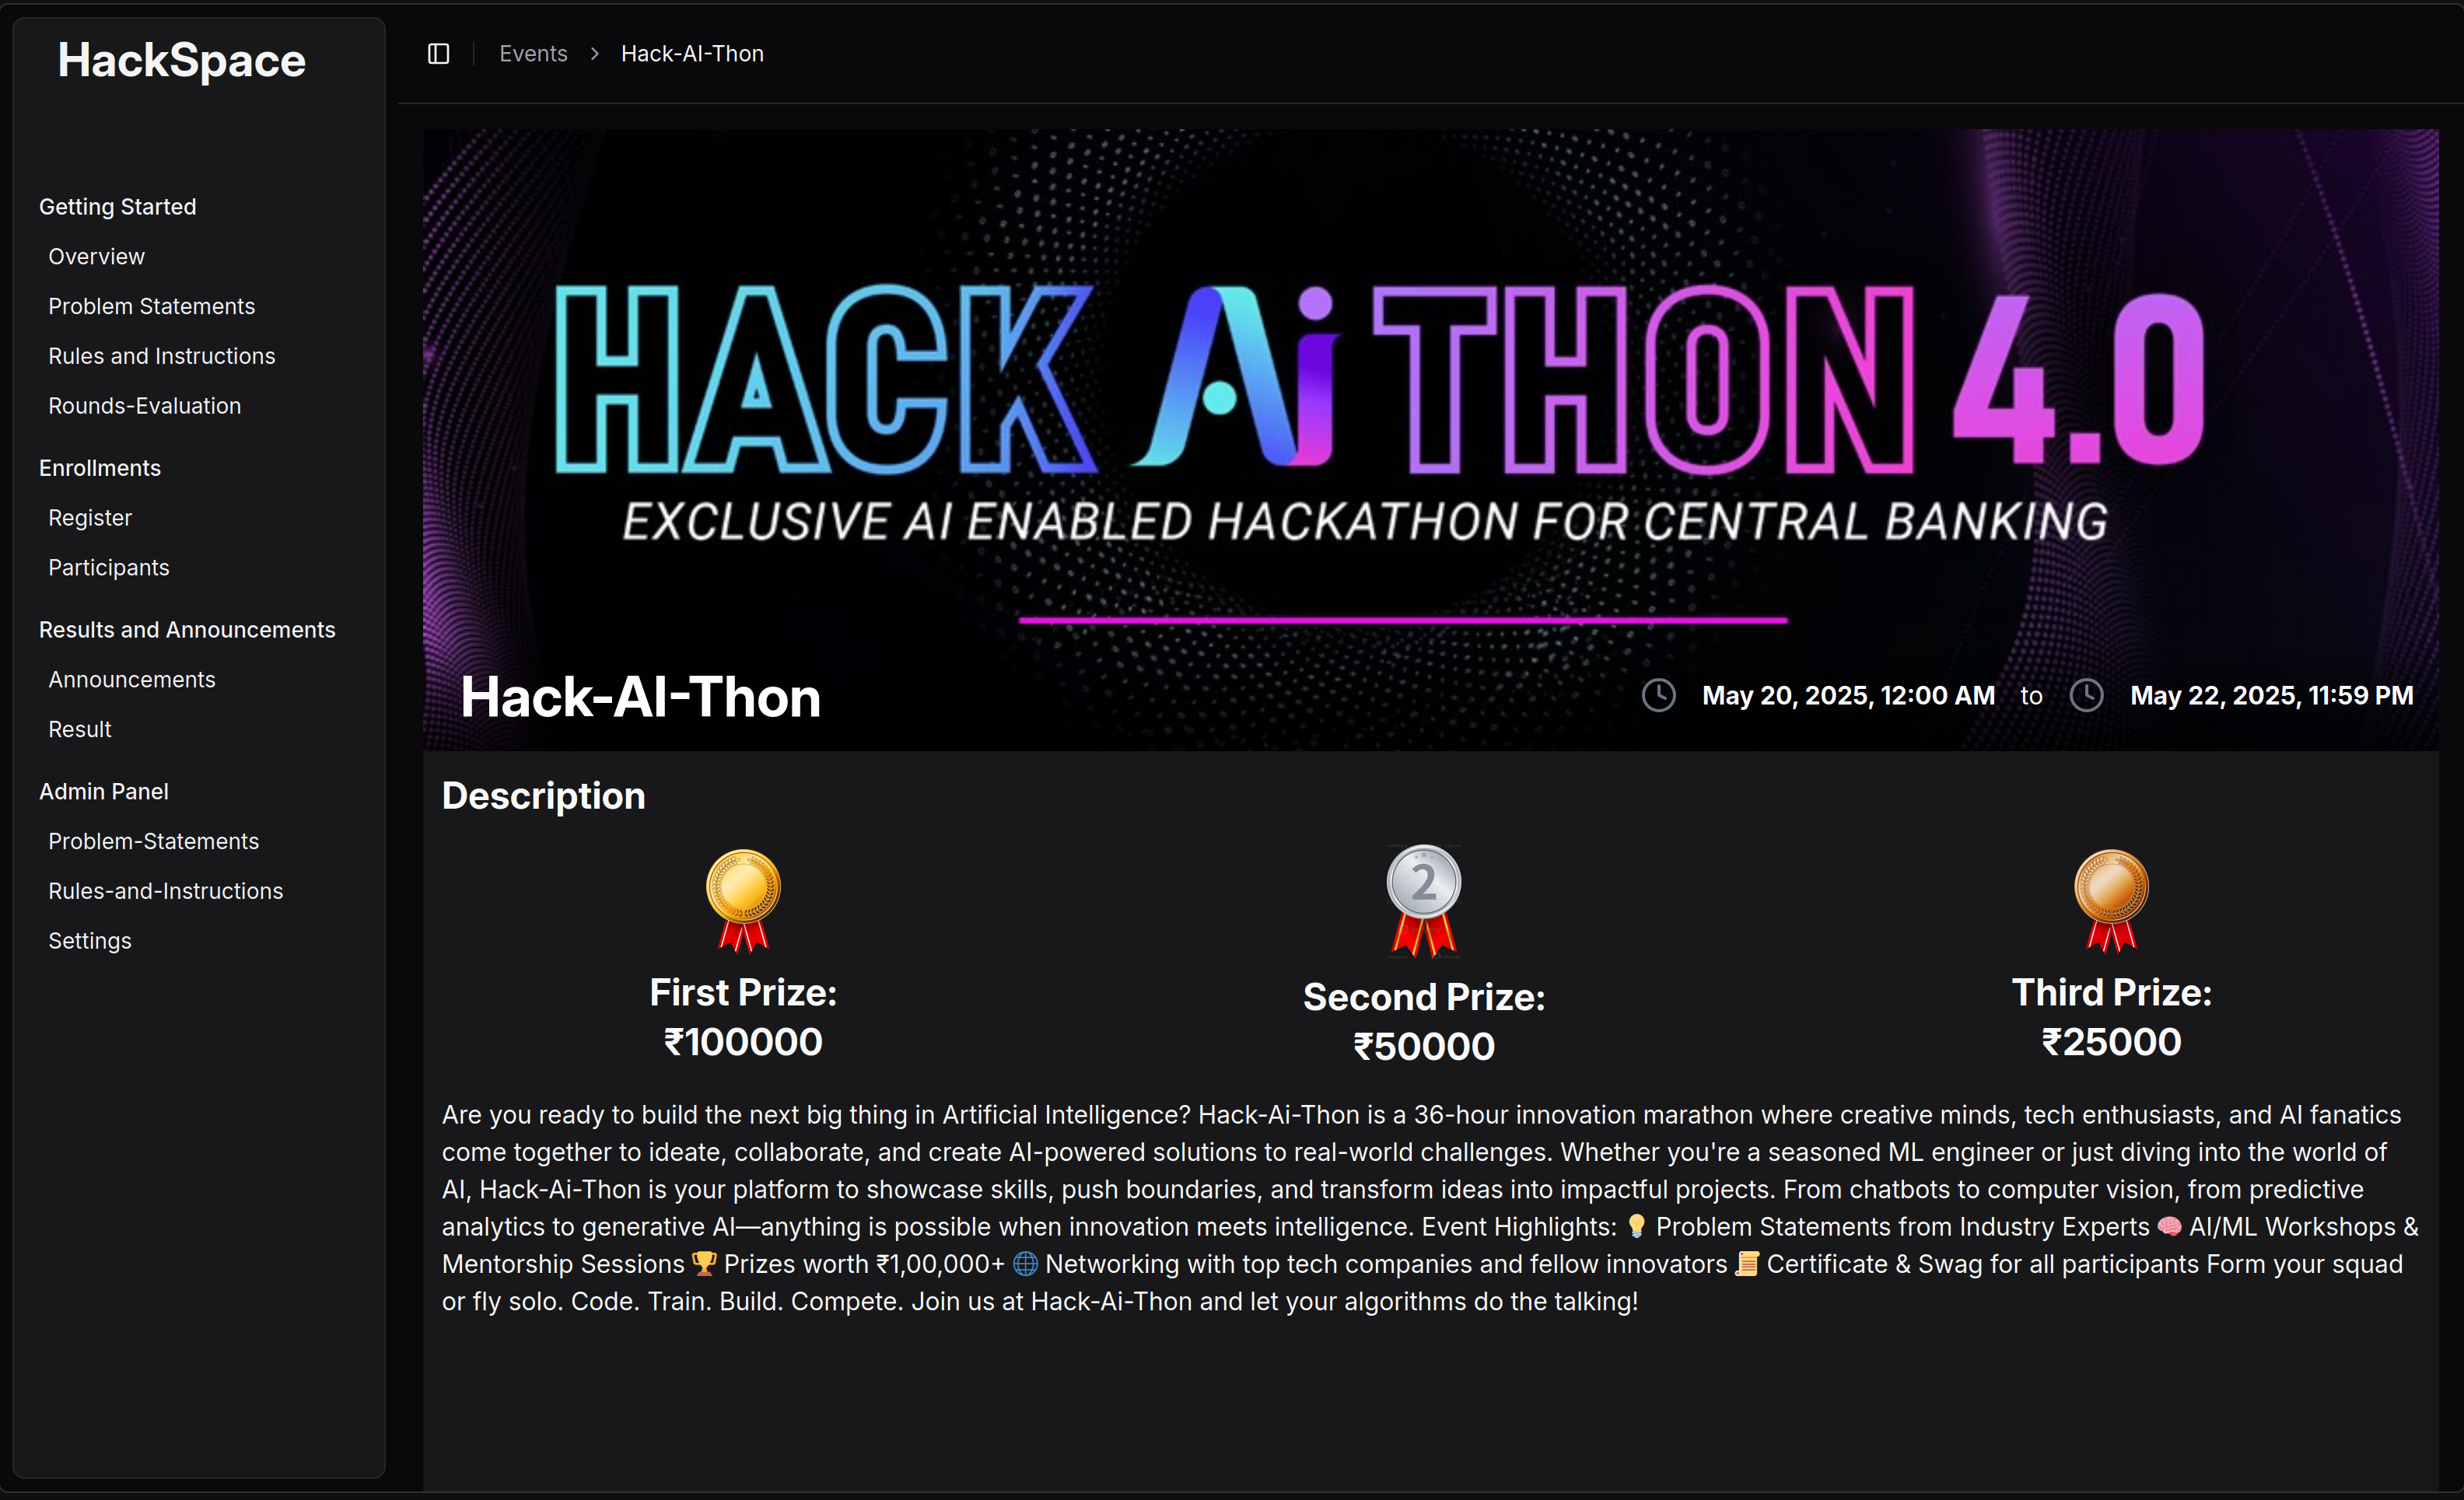 HackSpace
Getting Started
Overview
Problem Statements
Rules and Instructions
Rounds-Evaluation
Enrollments
Register
Participants
Results and Announcements
Announcements
Result
Admin Panel
Problem-Statements
Rules-and-Instructions
Settings
Events > Hack-AI-Thon
HACK Ai THON 4.0
EXCLUSIVE AI ENABLED HACKATHON FOR CENTRAL BANKING
Hack-AI-Thon
May 20, 2025, 12:00 AM to May 22, 2025, 11:59 PM
Description
2
First Prize:
₹100000
Second Prize:
₹50000
Third Prize:
₹25000
Are you ready to build the next big thing in Artificial Intelligence? Hack-Ai-Thon is a 36-hour innovation marathon where creative minds, tech enthusiasts, and AI fanatics
come together to ideate, collaborate, and create AI-powered solutions to real-world challenges. Whether you're a seasoned ML engineer or just diving into the world of
AI, Hack-Ai-Thon is your platform to showcase skills, push boundaries, and transform ideas into impactful projects. From chatbots to computer vision, from predictive
analytics to generative AI—anything is possible when innovation meets intelligence. Event Highlights: 💡 Problem Statements from Industry Experts 🧠 AI/ML Workshops &
Mentorship Sessions 🏆 Prizes worth ₹1,00,000+ 🌐 Networking with top tech companies and fellow innovators 📜 Certificate & Swag for all participants Form your squad
or fly solo. Code. Train. Build. Compete. Join us at Hack-Ai-Thon and let your algorithms do the talking!